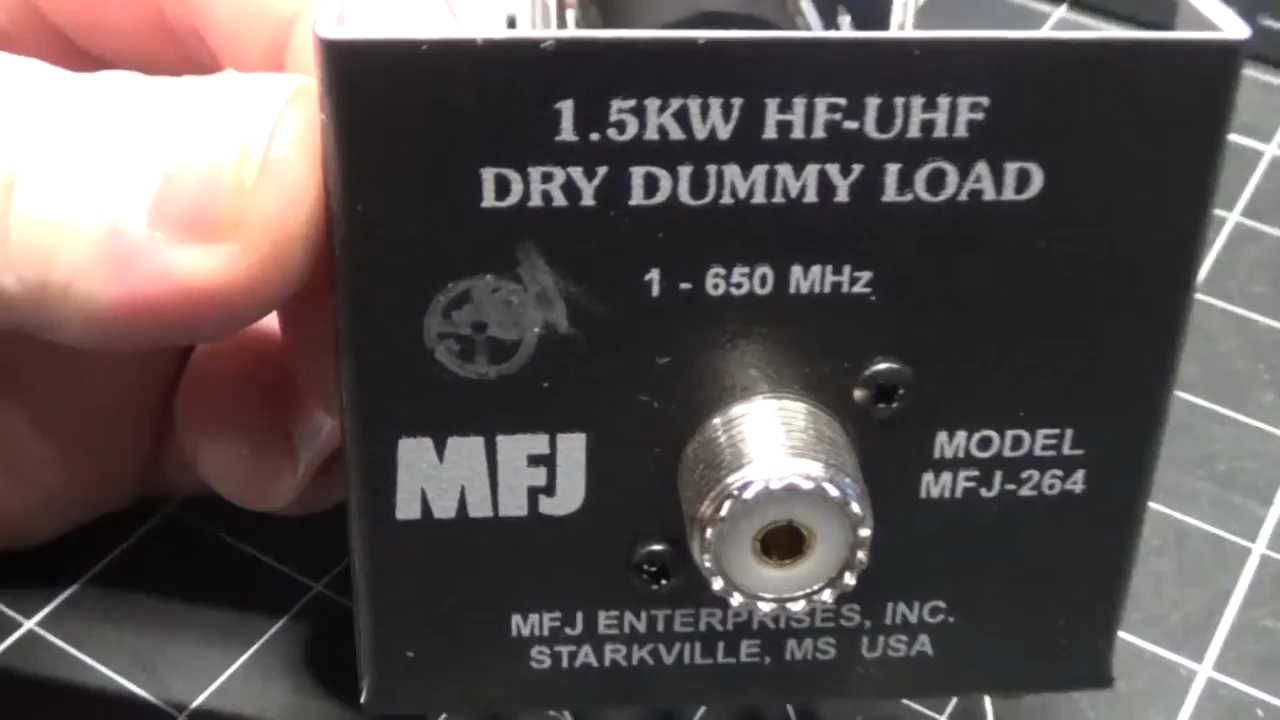 1.5KW HF-UHF
DRY DUMMY LOAD
1 - 650 MHz
MFJ
MODEL
MFJ-264
MFJ ENTERPRISES, INC.
STARKVILLE, MS USA